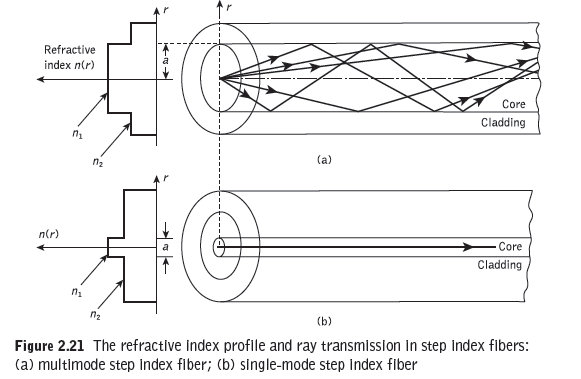 r
r
Refractive
index n(r)
a
n1
n2
Core
Cladding
(a)
r
n(r)
a
n1
n2
Core
Cladding
(b)
Figure 2.21 The refractive index profile and ray transmission in step index fibers:
(a) multimode step index fiber; (b) single-mode step index fiber